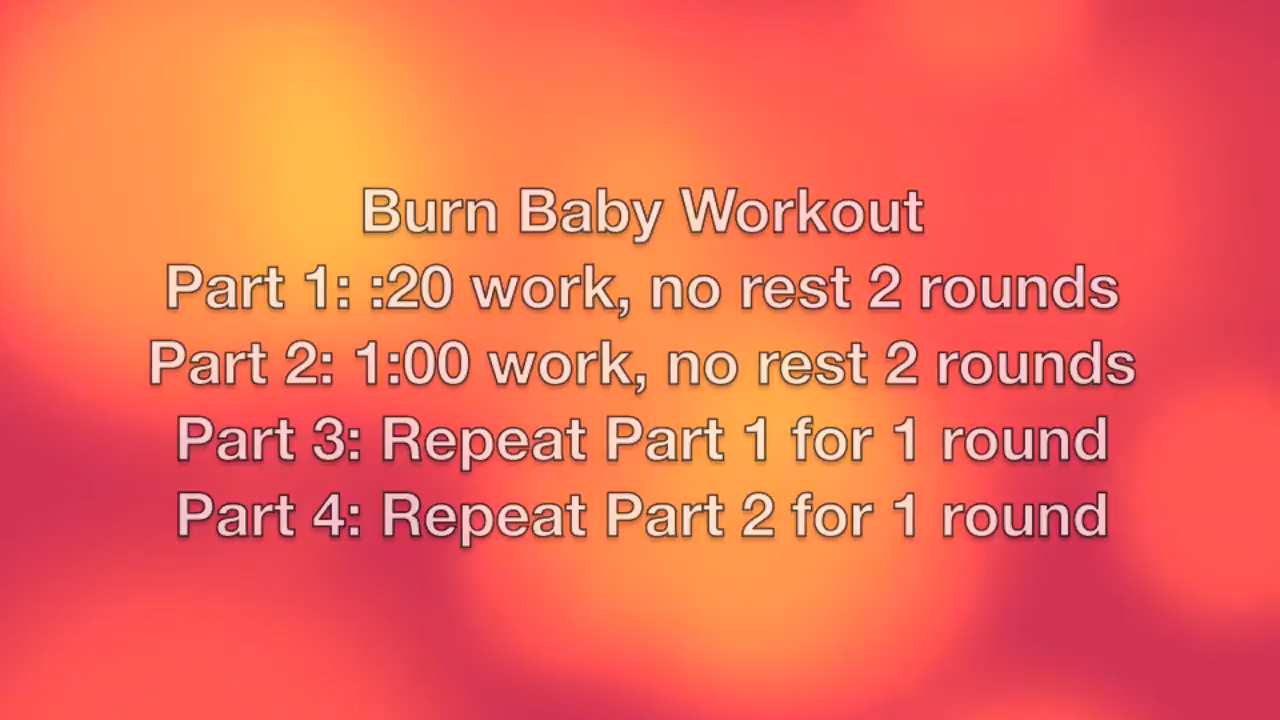 Burn Baby Workout
Part 1: :20 work, no rest 2 rounds
Part 2: 1:00 work, no rest 2 rounds
Part 3: Repeat Part 1 for 1 round
Part 4: Repeat Part 2 for 1 round